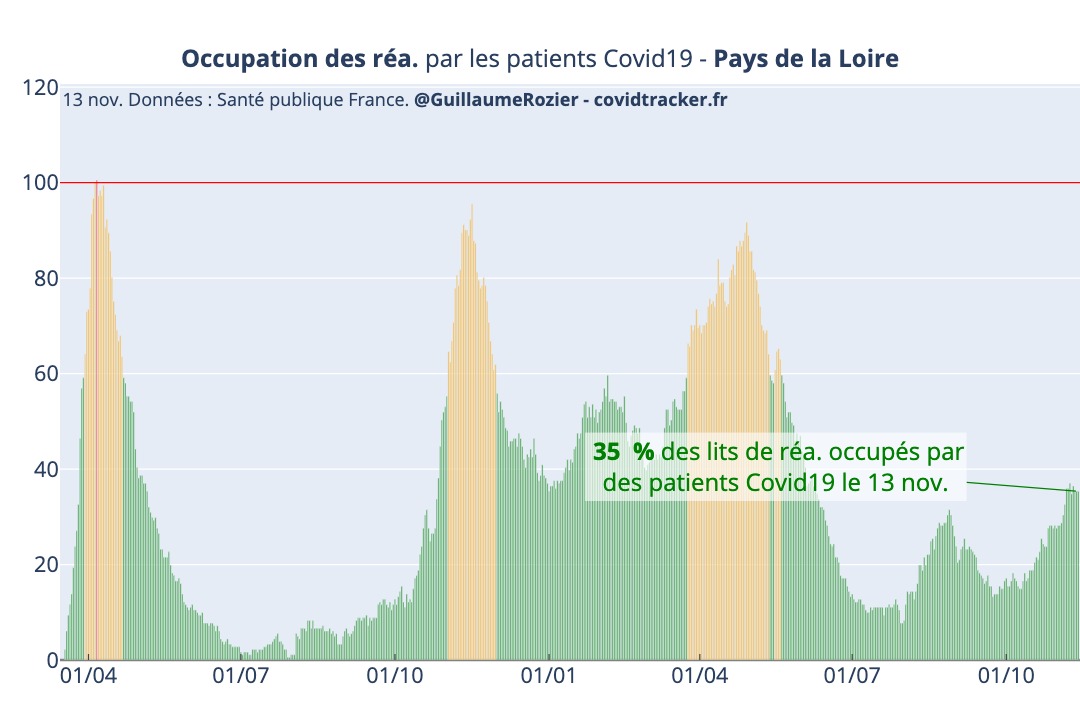 Occupation des réa. par les patients Covid19 - Pays de la Loire
120
13 nov. Données : Santé publique France. @GuillaumeRozier - covidtracker.fr
100
80
60
40
20
0
35 % des lits de réa. occupés par
des patients Covid19 le 13 nov.
01/04 01/07 01/10 01/01 01/04 01/07 01/10